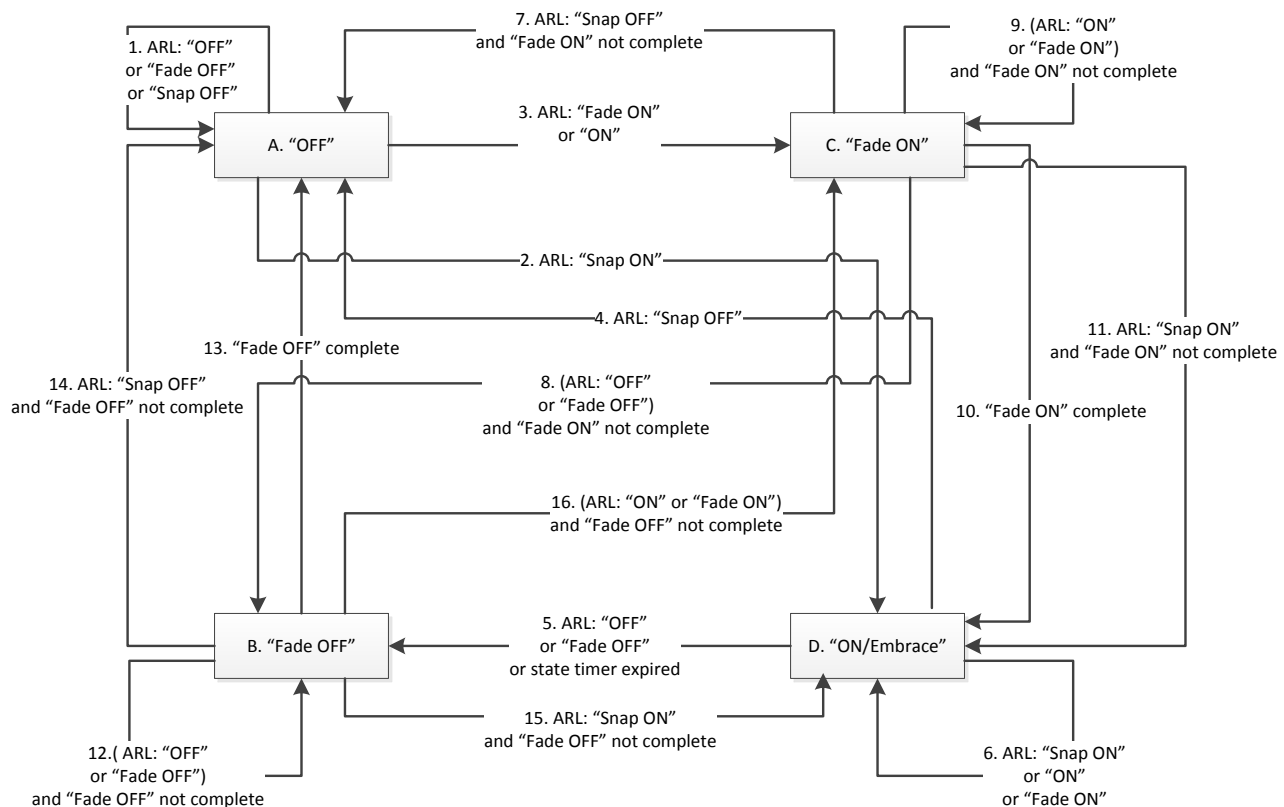 7. ARL: “Snap OFF”
and “Fade ON” not complete
9. (ARL: “ON”
or “Fade ON”)
and “Fade ON” not complete
1. ARL: “OFF”
or “Fade OFF”
or “Snap OFF”
3. ARL: “Fade ON”
or “ON”
A. “OFF”
C. “Fade ON”
2. ARL: “Snap ON”
4. ARL: “Snap OFF”
11. ARL: “Snap ON”
and “Fade ON” not complete
13. “Fade OFF” complete
14. ARL: “Snap OFF”
and “Fade OFF” not complete
8. (ARL: “OFF”
or “Fade OFF”)
and “Fade ON” not complete
10. “Fade ON” complete
16. (ARL: “ON” or “Fade ON”)
and “Fade OFF” not complete
B. “Fade OFF”
5. ARL: “OFF”
or “Fade OFF”
or state timer expired
D. “ON/Embrace”
15. ARL: “Snap ON”
and “Fade OFF” not complete
12.( ARL: “OFF”
or “Fade OFF”)
and “Fade OFF” not complete
6. ARL: “Snap ON”
or “ON”
or “Fade ON”